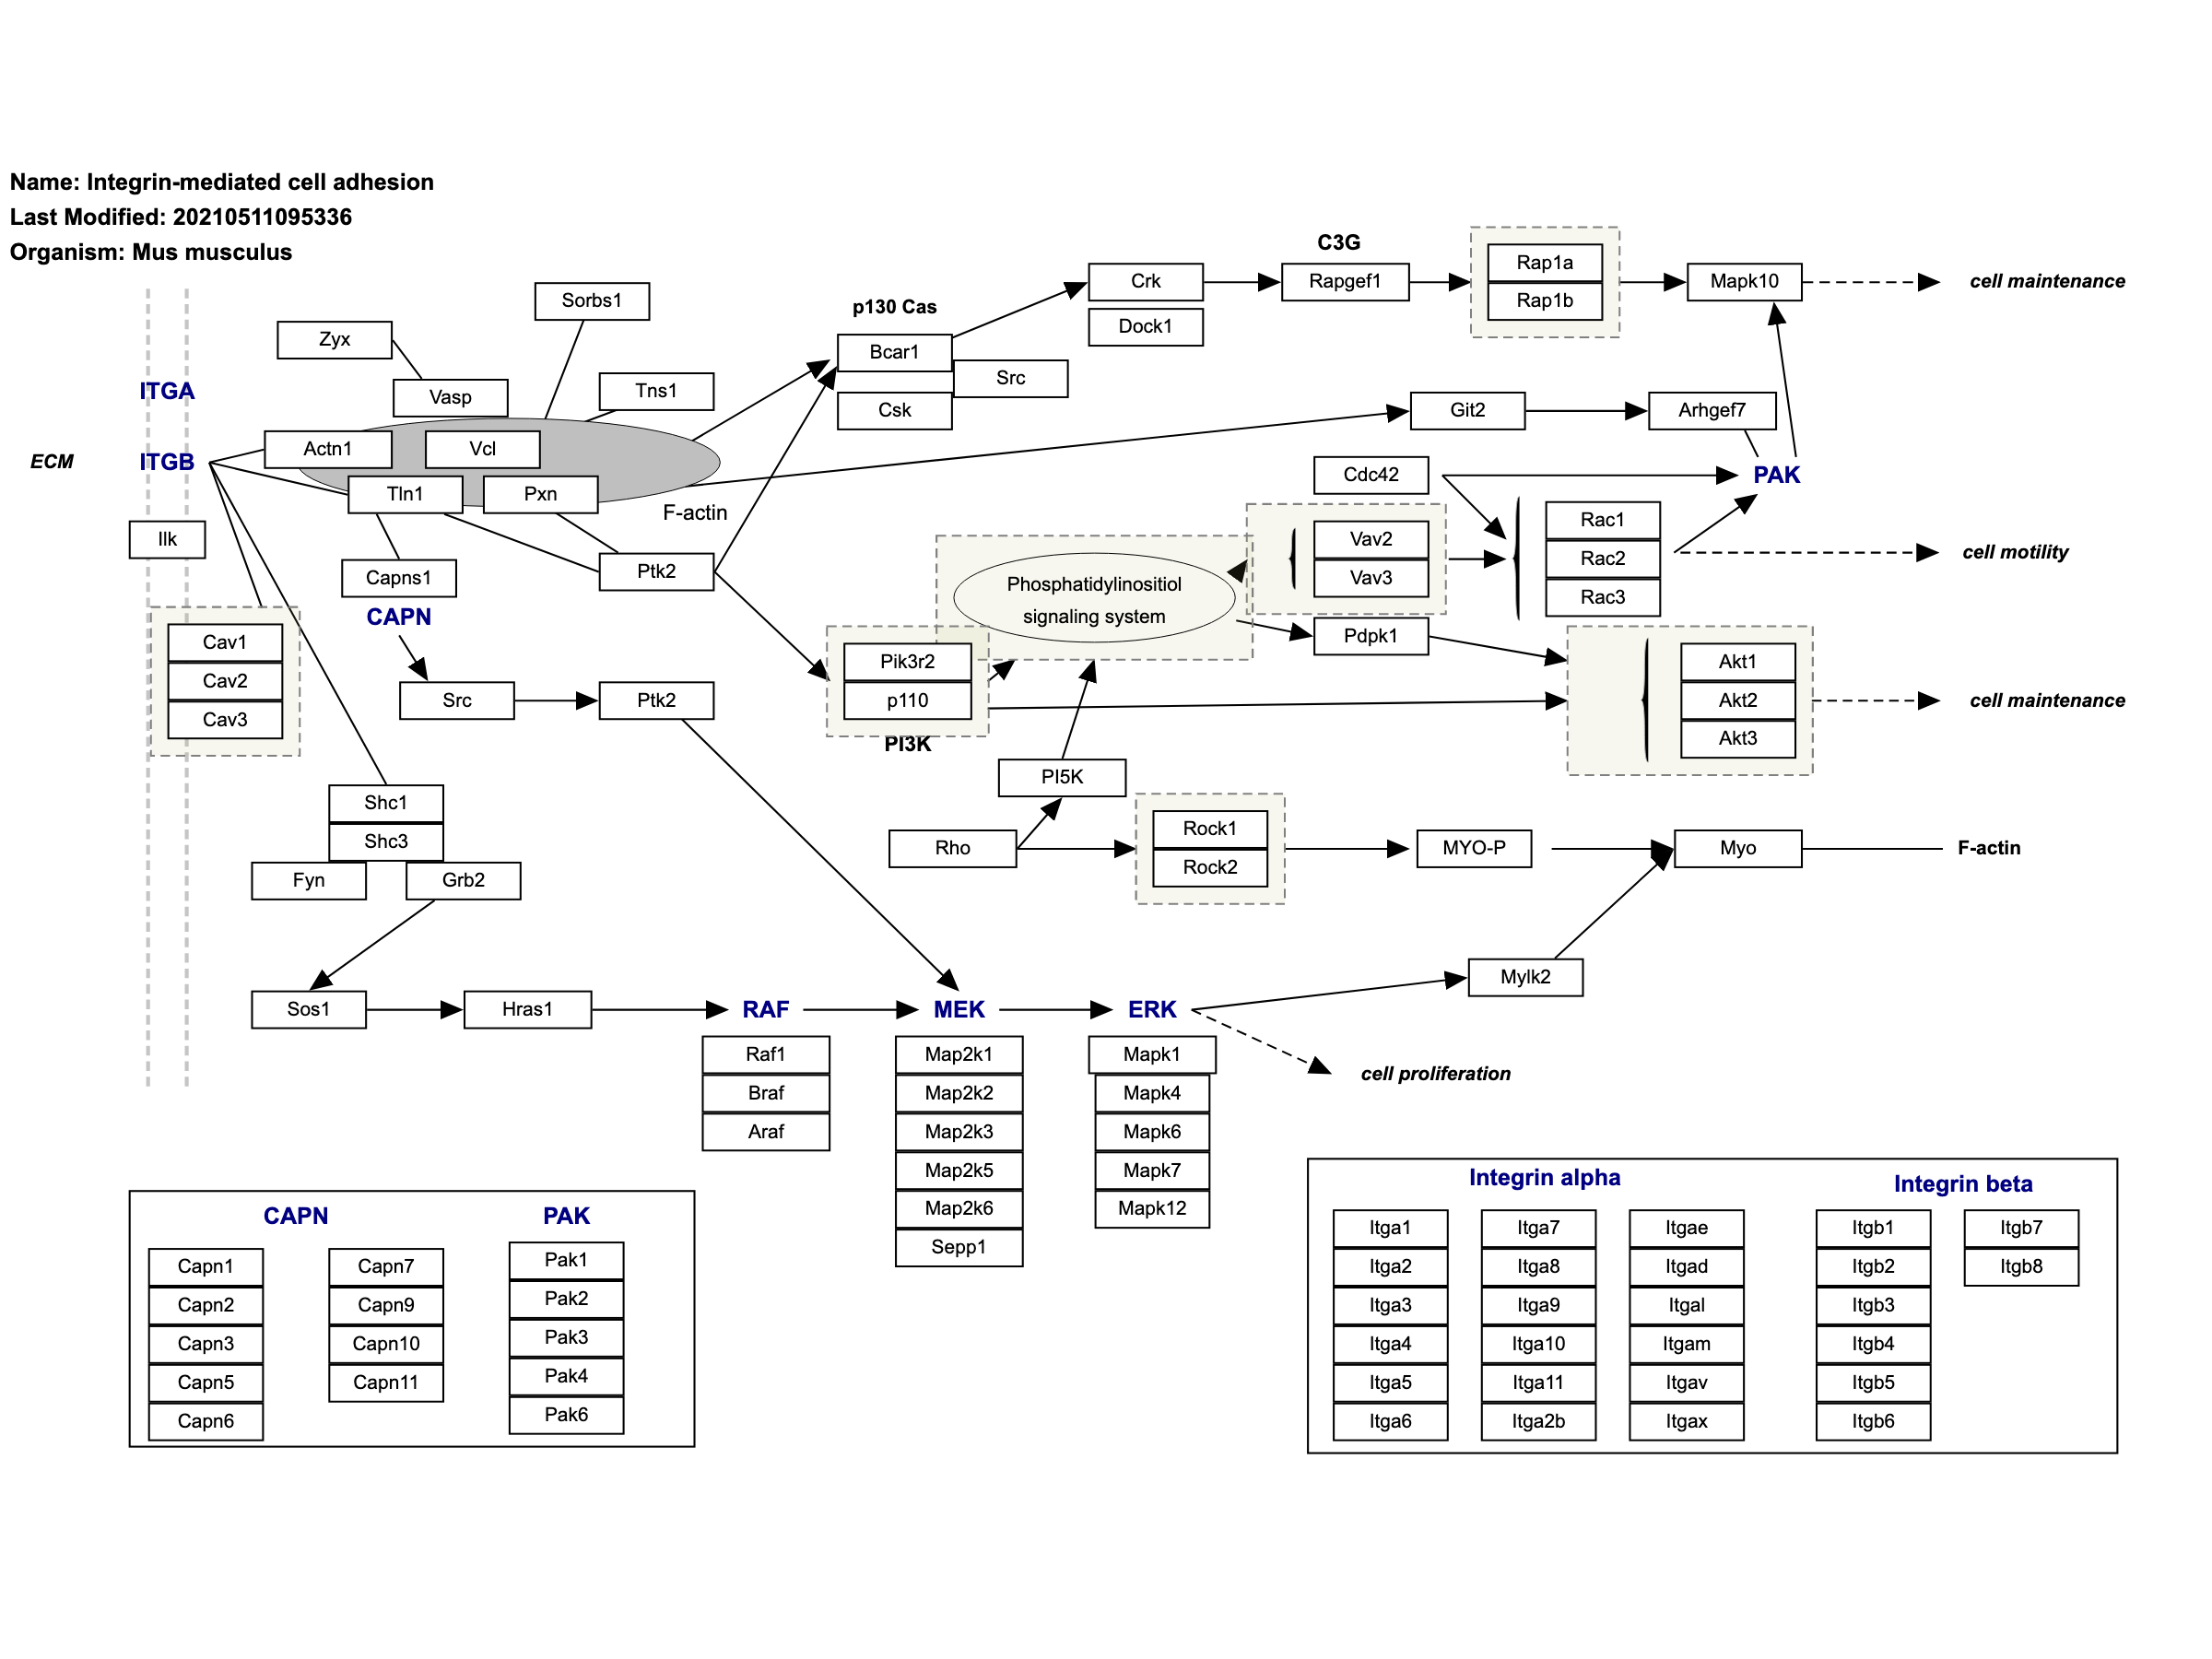 Name: Integrin-mediated cell adhesion
Last Modified: 20210511095336
Organism: Mus musculus
C3G
Rap1a
Crk
Rapgef1
Mapk10
cell maintenance
Rap1b
Sorbs1
p130 Cas
Dock1
Zyx
Bcar1
Src
Csk
ITGA
Vasp
Tns1
Git2
Arhgef7
Actn1
Vcl
ECM
ITGB
Tln1
Pxn
F-actin
Cdc42
PAK
Rac1
Rac2
Rac3
cell motility
Ilk
Vav2
Vav3
Capns1
Ptk2
Phosphatidylinositiol
signaling system
CAPN
Pdpk1
Cav1
Cav2
Cav3
Pik3r2
p110
PI3K
Akt1
Akt2
Akt3
cell maintenance
Src
Ptk2
PI5K
Shc1
Shc3
Fyn
Grb2
Rho
Rock1
Rock2
MYO-P
Myo
F-actin
Mylk2
Sos1
Hras1
RAF
MEK
ERK
cell proliferation
Raf1
Braf
Araf
Map2k1
Map2k2
Map2k3
Map2k5
Map2k6
Sepp1
Mapk1
Mapk4
Mapk6
Mapk7
Mapk12
CAPN
PAK
Capn1
Capn2
Capn3
Capn5
Capn6
Capn7
Capn9
Capn10
Capn11
Pak1
Pak2
Pak3
Pak4
Pak6
Integrin alpha
Integrin beta
Itga1
Itga2
Itga3
Itga4
Itga5
Itga6
Itga7
Itga8
Itga9
Itga10
Itga11
Itga2b
Itgae
Itgad
Itgal
Itgam
Itgav
Itgax
Itgb1
Itgb2
Itgb3
Itgb4
Itgb5
Itgb6
Itgb7
Itgb8